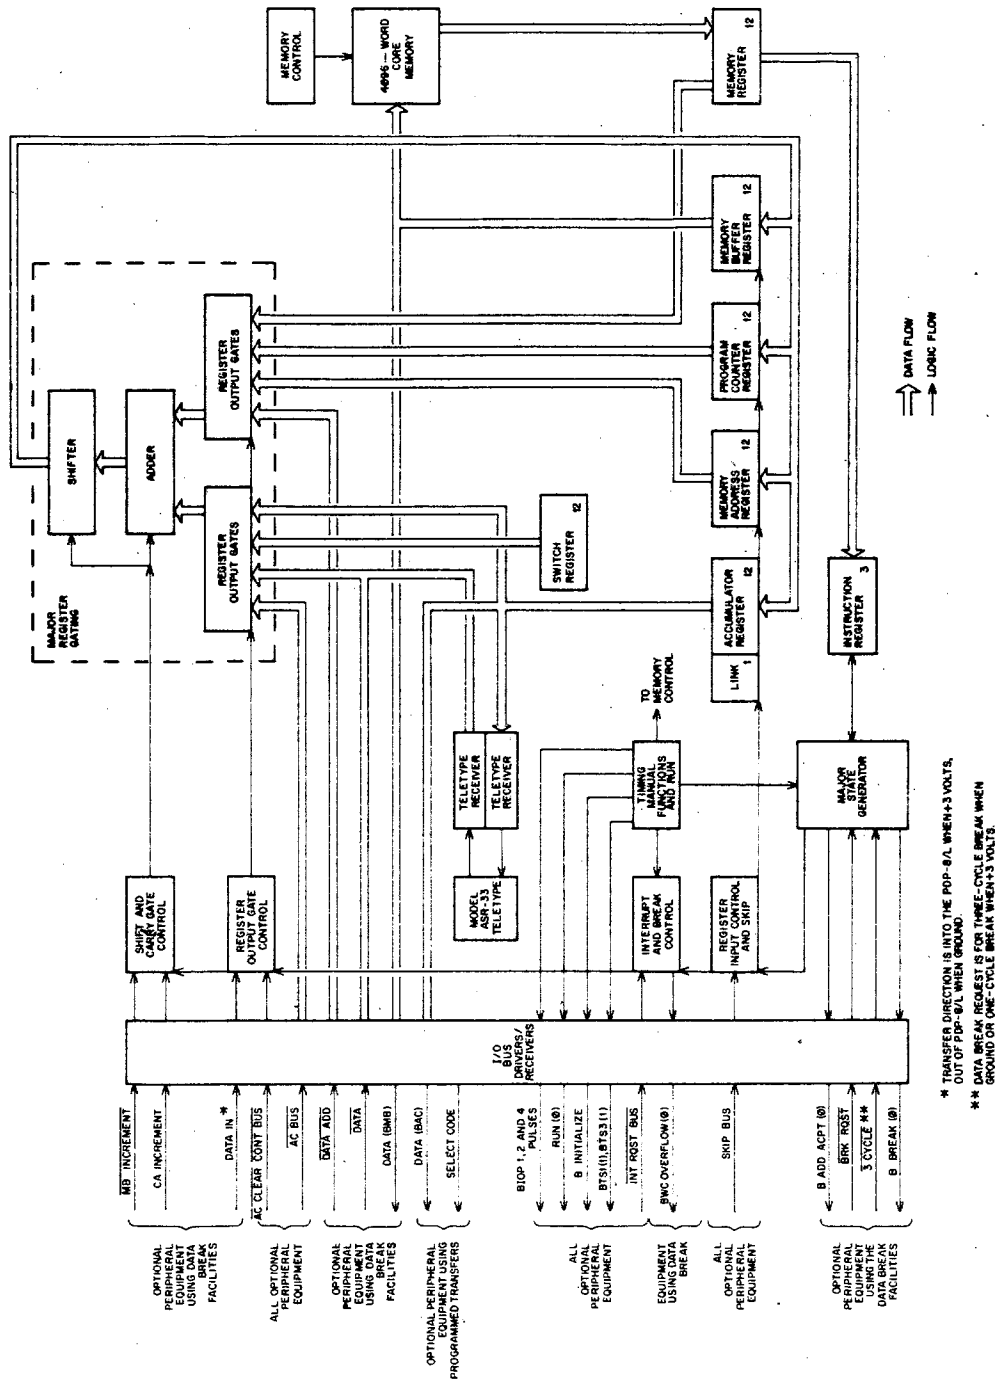 MEMORY
CONTROL
4096-WORD
CORE
MEMORY
12
MEMORY
REGISTER
SHIFTER
ADDER
REGISTER
OUTPUT GATES
REGISTER
OUTPUT GATES
MAJOR
REGISTER
GATING
12
MEMORY
BUFFER
REGISTER
12
PROGRAM
COUNTER
REGISTER
12
MEMORY
ADDRESS
REGISTER
12
ACCUMULATOR
REGISTER
LINK
1
SWITCH
REGISTER
12
INSTRUCTION
REGISTER
3
DATA FLOW
LOGIC FLOW
TO
MEMORY CONTROL
TELETYPE
RECEIVER
TELETYPE
RECEIVER
TIMING
MANUAL
FUNCTIONS
AND RUN
MAJOR
STATE
GENERATOR
SHIFT AND
CARRY GATE
CONTROL
REGISTER
OUTPUT GATE
CONTROL
MODEL
ASR-33
TELETYPE
INTERRUPT
AND BREAK
CONTROL
REGISTER
INPUT CONTROL
AND SKIP
I/O
BUS
DRIVERS/
RECEIVERS
MB INCREMENT
CA INCREMENT
DATA IN *
AC CLEAR CONT BUS
AC BUS
DATA ADD
DATA
DATA (BMB)
DATA (BAC)
SELECT CODE
BIOP 1, 2 AND 4
PULSES
RUN (0)
B INITIALIZE
BTS1(1), BTS3(1)
INT RQST BUS
BWC OVERFLOW(0)
SKIP BUS
B ADD ACPT (0)
BRK RQST
3 CYCLE **
B BREAK (0)
OPTIONAL
PERIPHERAL
EQUIPMENT
USING DATA
BREAK
FACILITIES
ALL OPTIONAL
PERIPHERAL
EQUIPMENT
OPTIONAL
PERIPHERAL
EQUIPMENT
USING DATA
BREAK
FACILITIES
OPTIONAL PERIPHERAL
EQUIPMENT USING
PROGRAMMED TRANSFERS
ALL
OPTIONAL
PERIPHERAL
EQUIPMENT
EQUIPMENT
USING DATA
BREAK
ALL
OPTIONAL
PERIPHERAL
EQUIPMENT
OPTIONAL
PERIPHERAL
EQUIPMENT
USING THE
DATA BREAK
FACILITIES
* TRANSFER DIRECTION IS INTO THE PDP-8/L WHEN +3 VOLTS,
OUT OF PDP-8/L WHEN GROUND.
** DATA BREAK REQUEST IS FOR THREE-CYCLE BREAK WHEN
GROUND OR ONE-CYCLE BREAK WHEN +3 VOLTS.